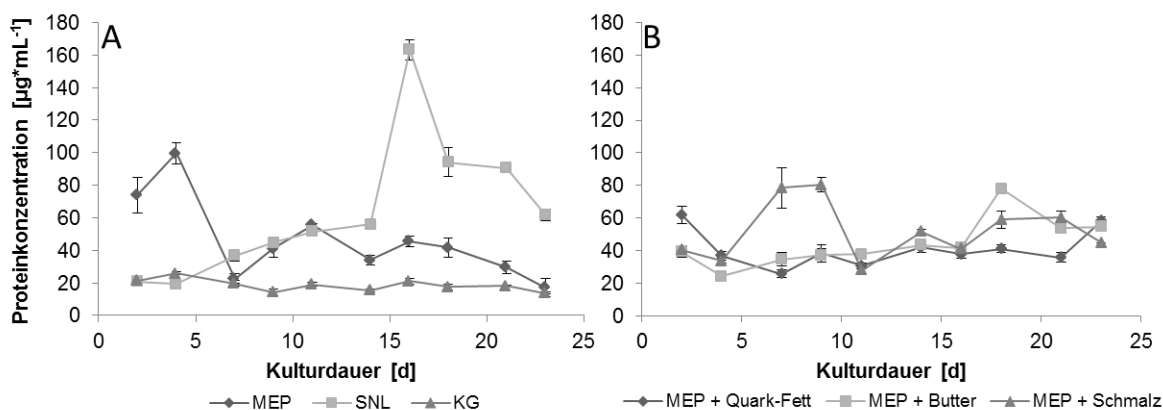 A
B
Proteinkonzentration [µg*mL⁻¹]
180
160
140
120
100
80
60
40
20
0
0 5 10 15 20 25
Kulturdauer [d]
MEP SNL KG
180
160
140
120
100
80
60
40
20
0
0 5 10 15 20 25
Kulturdauer [d]
MEP + Quark-Fett MEP + Butter MEP + Schmalz